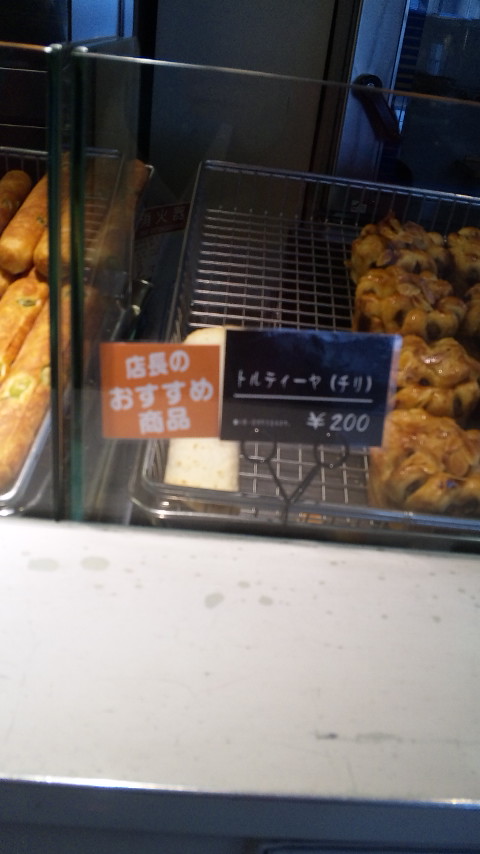 店長の
おすすめ
商品
トルティーヤ(チリ)
¥200